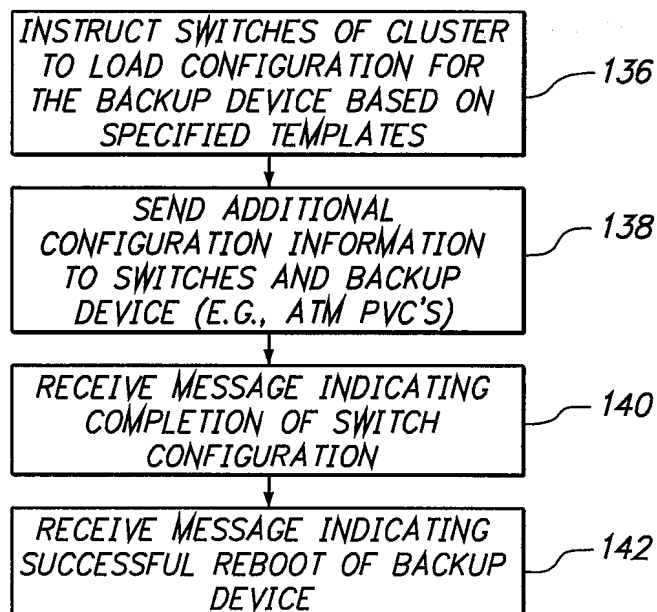 INSTRUCT SWITCHES OF CLUSTER
TO LOAD CONFIGURATION FOR
THE BACKUP DEVICE BASED ON
SPECIFIED TEMPLATES
136
SEND ADDITIONAL
CONFIGURATION INFORMATION
TO SWITCHES AND BACKUP
DEVICE (E.G., ATM PVC'S)
138
RECEIVE MESSAGE INDICATING
COMPLETION OF SWITCH
CONFIGURATION
140
RECEIVE MESSAGE INDICATING
SUCCESSFUL REBOOT OF BACKUP
DEVICE
142